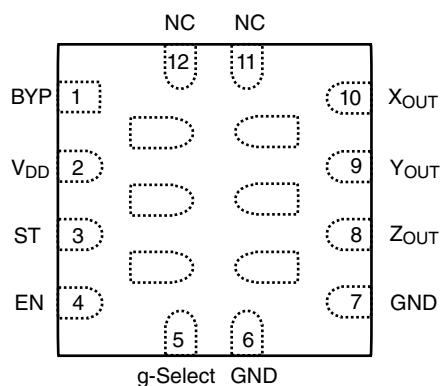 NC NC
12 11
BYP 1 10 XOUT
VDD 2 9 YOUT
ST 3 8 ZOUT
EN 4 7 GND
5 6
g-Select GND